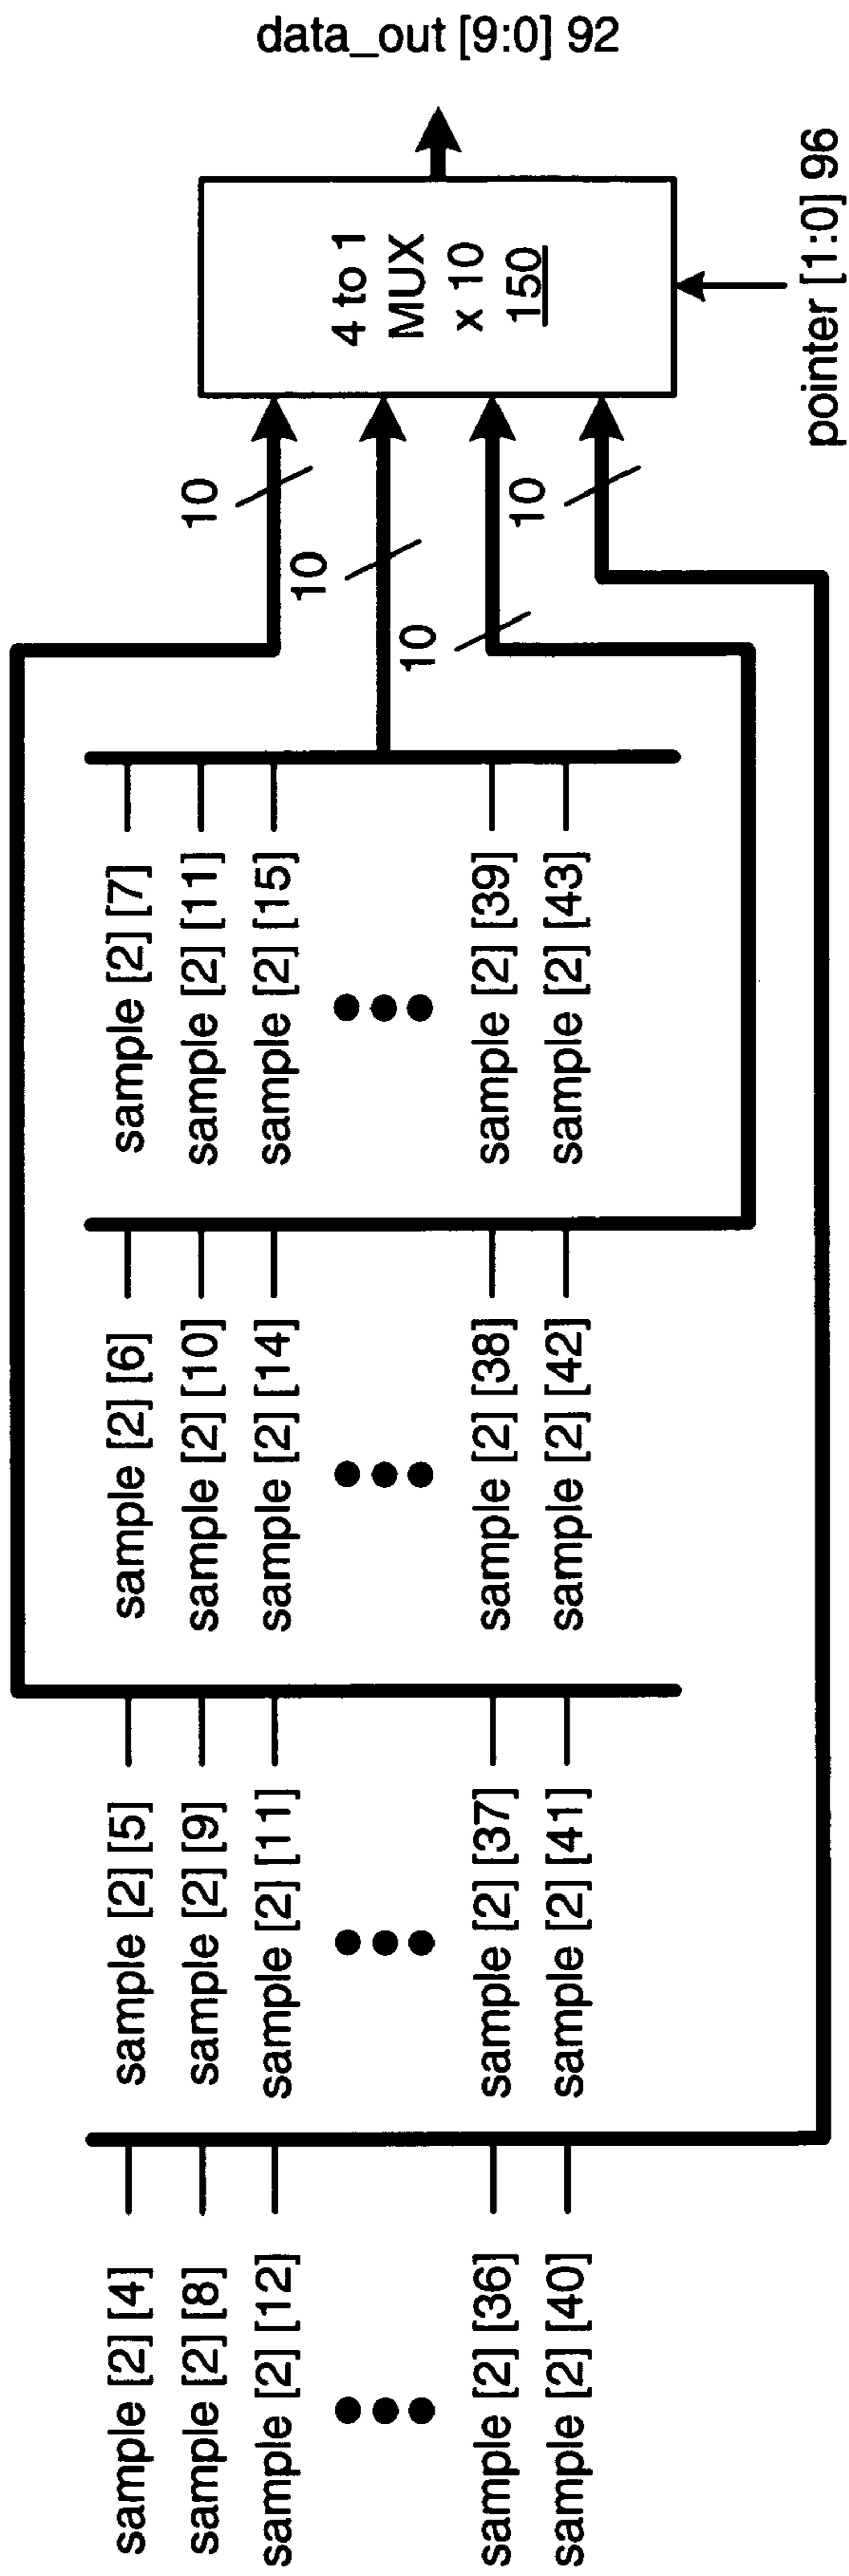 sample [2] [4]
sample [2] [8]
sample [2] [12]
sample [2] [36]
sample [2] [40]
sample [2] [5]
sample [2] [9]
sample [2] [11]
sample [2] [37]
sample [2] [41]
sample [2] [6]
sample [2] [10]
sample [2] [14]
sample [2] [38]
sample [2] [42]
sample [2] [7]
sample [2] [11]
sample [2] [15]
sample [2] [39]
sample [2] [43]
10
10
10
10
4 to 1
MUX
x 10
150
data_out [9:0] 92
pointer [1:0] 96